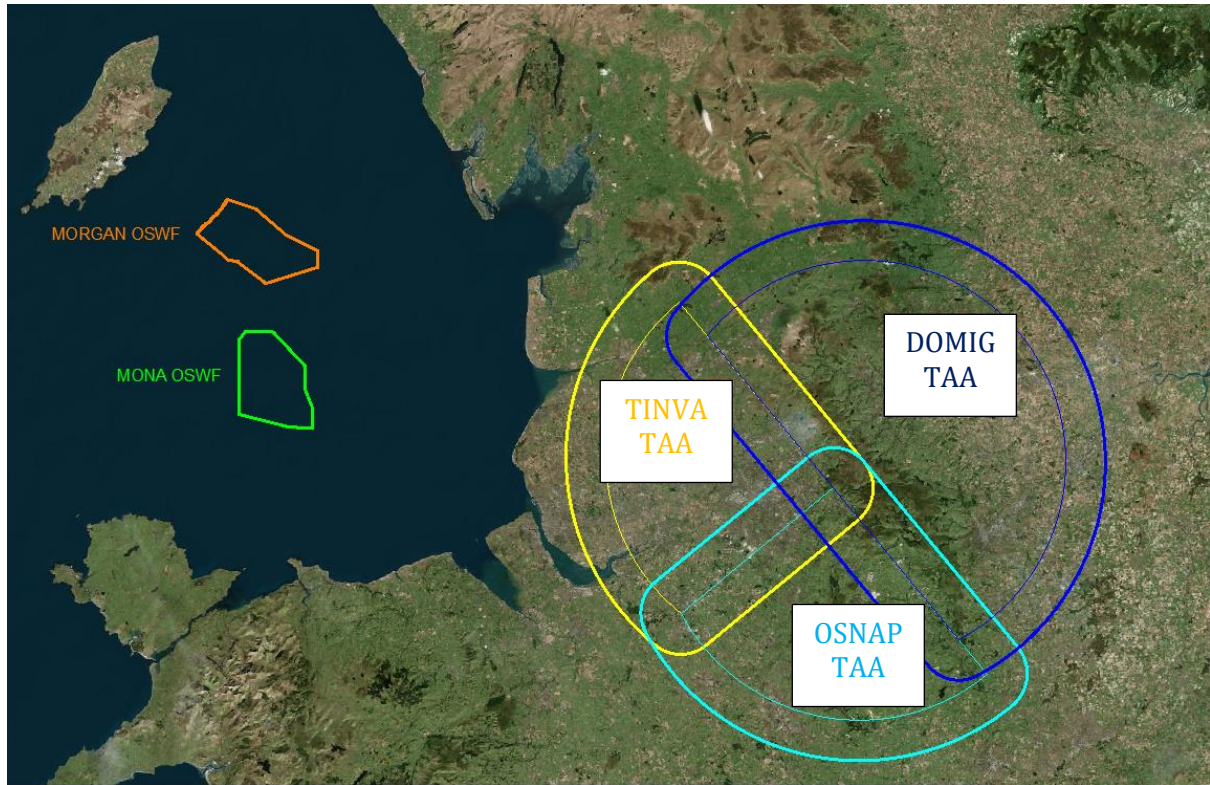 MORGAN OSWF
MONA OSWF
DOMIG
TAA
TINVA
TAA
OSNAP
TAA